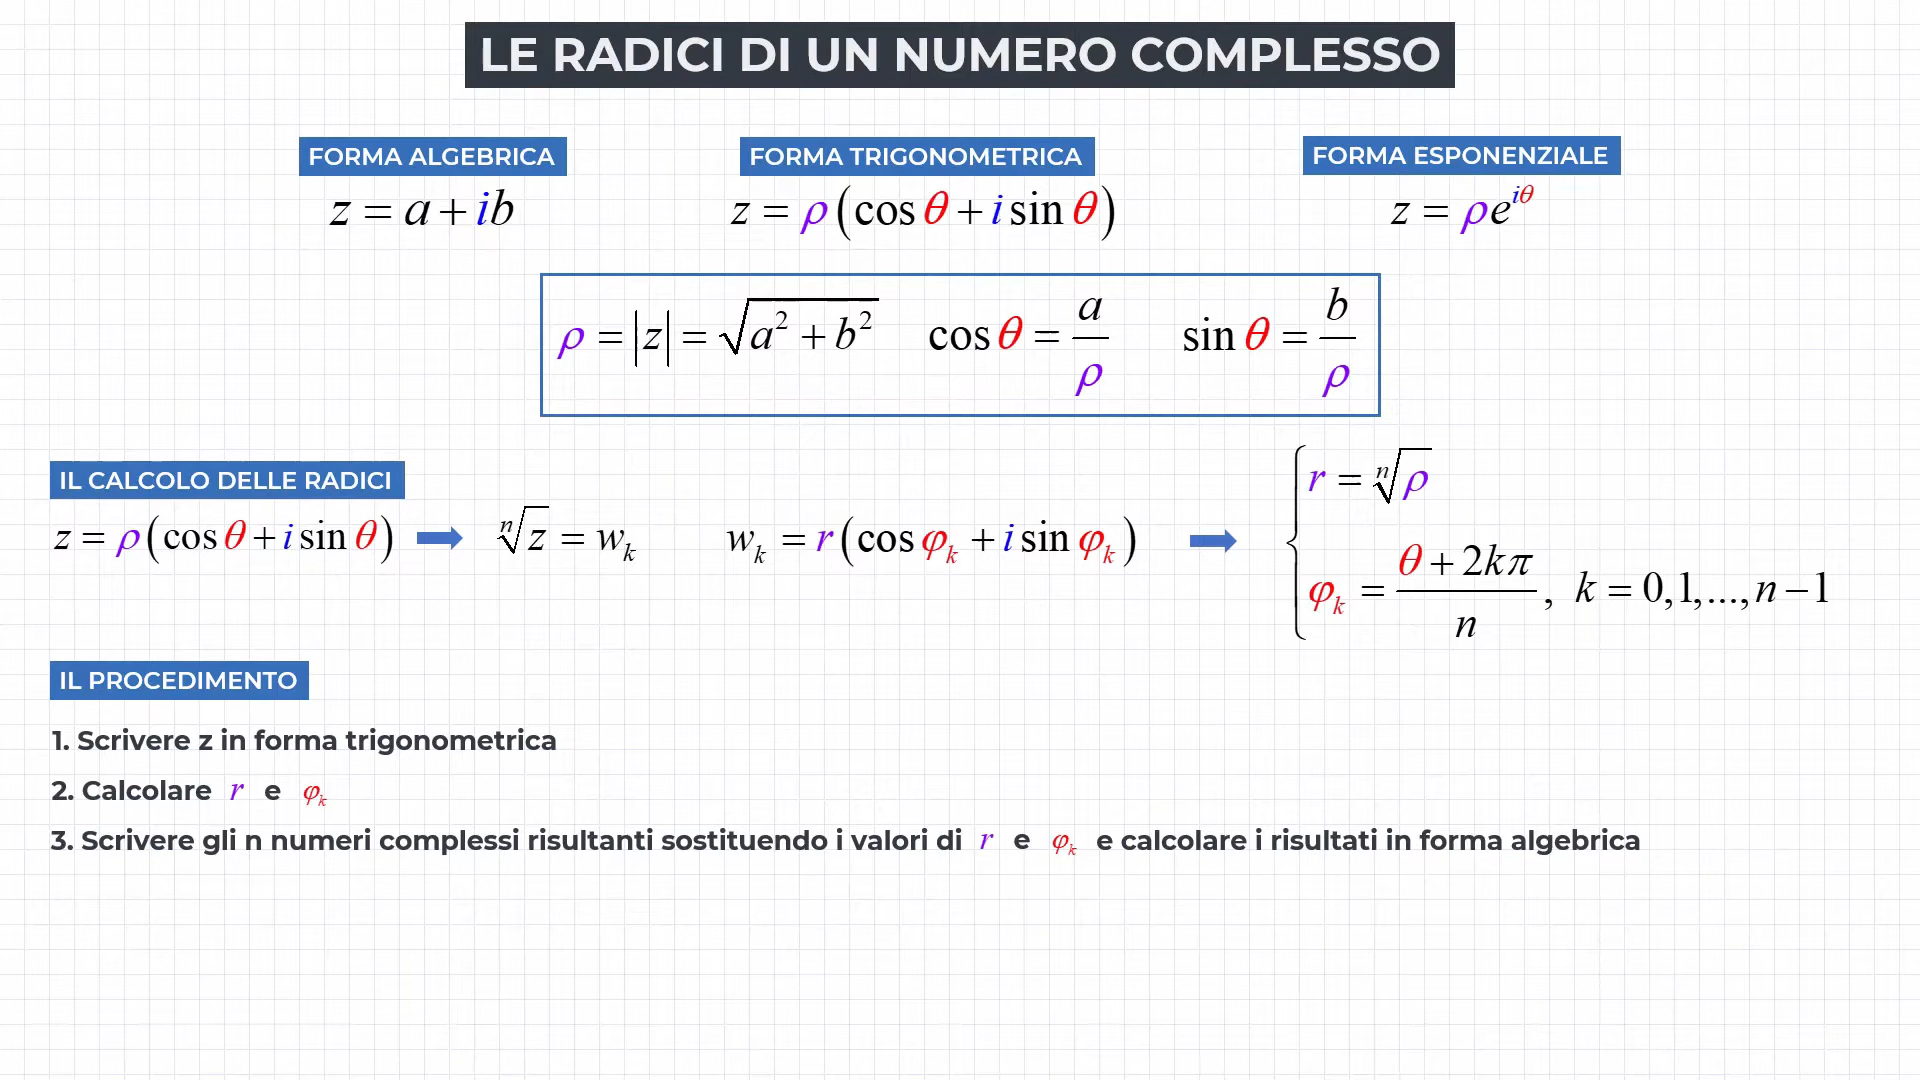 LE RADICI DI UN NUMERO COMPLESSO
FORMA ALGEBRICA
z = a + ib
FORMA TRIGONOMETRICA
z = ρ(cos θ + i sin θ)
FORMA ESPONENZIALE
z = ρe^{iθ}
ρ = |z| = √(a² + b²)   cos θ = a/ρ   sin θ = b/ρ
IL CALCOLO DELLE RADICI
z = ρ(cos θ + i sin θ) → ⁿ√z = w_k   w_k = r(cos φ_k + i sin φ_k) →
{ r = ⁿ√ρ
φ_k = (θ + 2kπ)/n , k = 0,1,...,n−1
IL PROCEDIMENTO
1. Scrivere z in forma trigonometrica
2. Calcolare r e φ_k
3. Scrivere gli n numeri complessi risultanti sostituendo i valori di r e φ_k e calcolare i risultati in forma algebrica